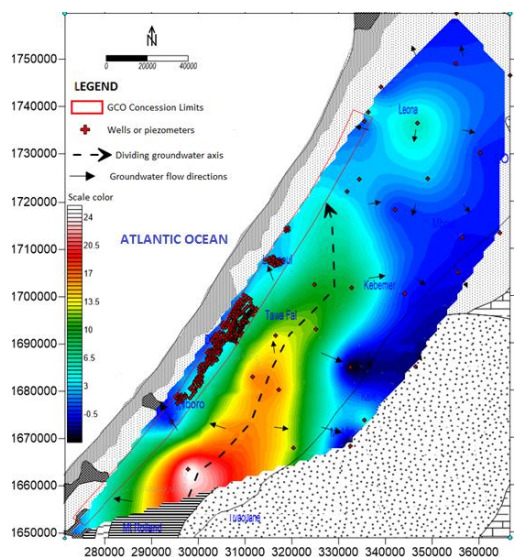 1760000
1750000
1740000
1730000
1720000
1710000
1700000
1690000
1680000
1670000
1660000
1650000
N
0 20000 40000
LEGEND
GCO Concession Limits
Wells or piezometers
Dividing groundwater axis
Groundwater flow directions
Scale color
24
20.5
17
13.5
10
6.5
3
-0.5
ATLANTIC OCEAN
Leona
Kebemer
Tawa Fal
280000 290000 300000 310000 320000 330000 340000 350000 360000